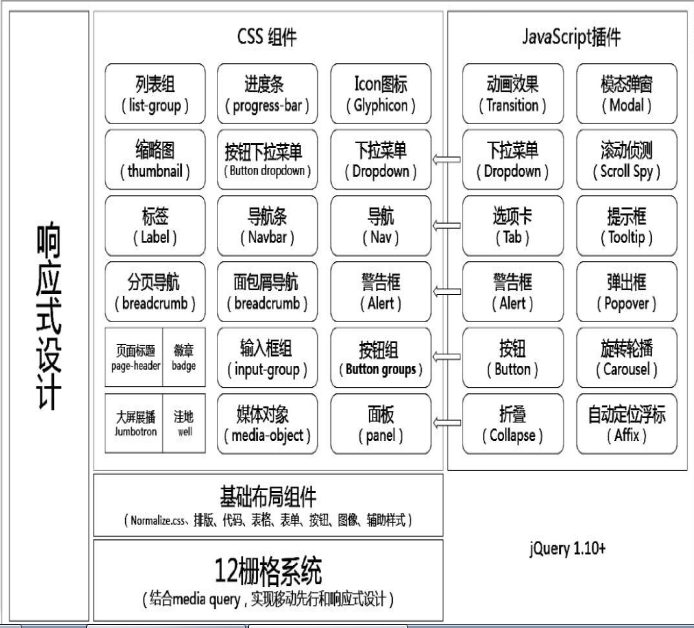 响应式设计
CSS 组件
列表组
( list-group )
进度条
( progress-bar )
Icon图标
( Glyphicon )
缩略图
( thumbnail )
按钮下拉菜单
( Button dropdown )
下拉菜单
( Dropdown )
标签
( Label )
导航条
( Navbar )
导航
( Nav )
分页导航
( breadcrumb )
面包屑导航
( breadcrumb )
警告框
( Alert )
页面标题
page-header
徽章
badge
输入框组
( input-group )
按钮组
( Button groups )
大屏展播
Jumbotron
洼地
well
媒体对象
( media-object )
面板
( panel )
JavaScript插件
动画效果
( Transition )
模态弹窗
( Modal )
下拉菜单
( Dropdown )
滚动侦测
( Scroll Spy )
选项卡
( Tab )
提示框
( Tooltip )
警告框
( Alert )
弹出框
( Popover )
按钮
( Button )
旋转轮播
( Carousel )
折叠
( Collapse )
自动定位浮标
( Affix )
基础布局组件
( Normalize.css、排版、代码、表格、表单、按钮、图像、辅助样式 )
12栅格系统
( 结合media query，实现移动先行和响应式设计 )
jQuery 1.10+